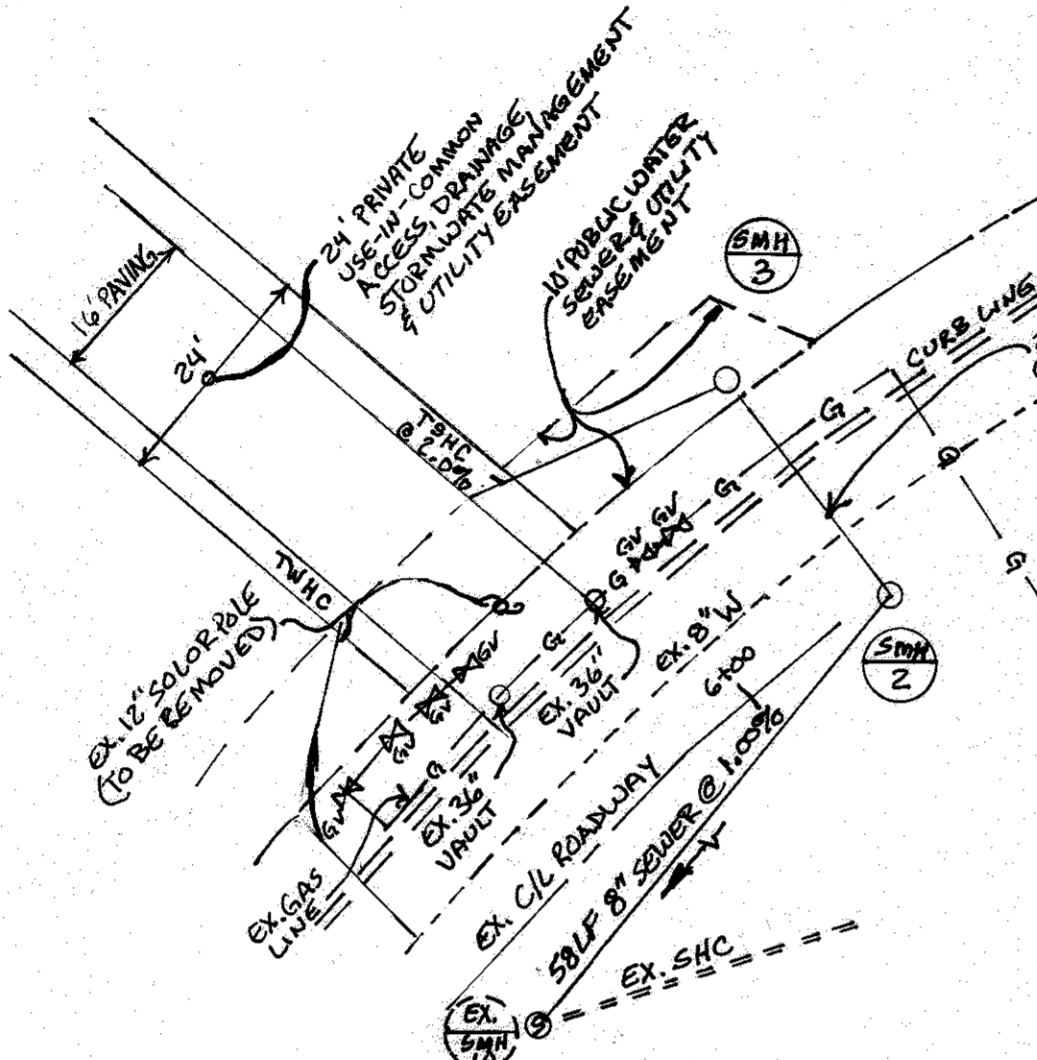 24' PRIVATE
USE-IN-COMMON
ACCESS, DRAINAGE,
STORMWATE MANAGEMENT
& UTILITY EASEMENT
10' PUBLIC WATER
SEWER & UTILITY
EASEMENT
SMH
3
16' PAVING
24'
CURB LINE
TSHC
@ 2.0%
G
G
G
G
GV GV
G
G
TWHC
EX. 12" SOLOR POLE
(TO BE REMOVED)
GV
G
EX. 8" W
6+00
SMH
2
GV
EX. 36"
VAULT
G
GV
EX. 36"
VAULT
EX. GAS
LINE
EX. C/L ROADWAY
58 LF 8" SEWER @ 1.00%
EX. SHC
EX.
SMH
S